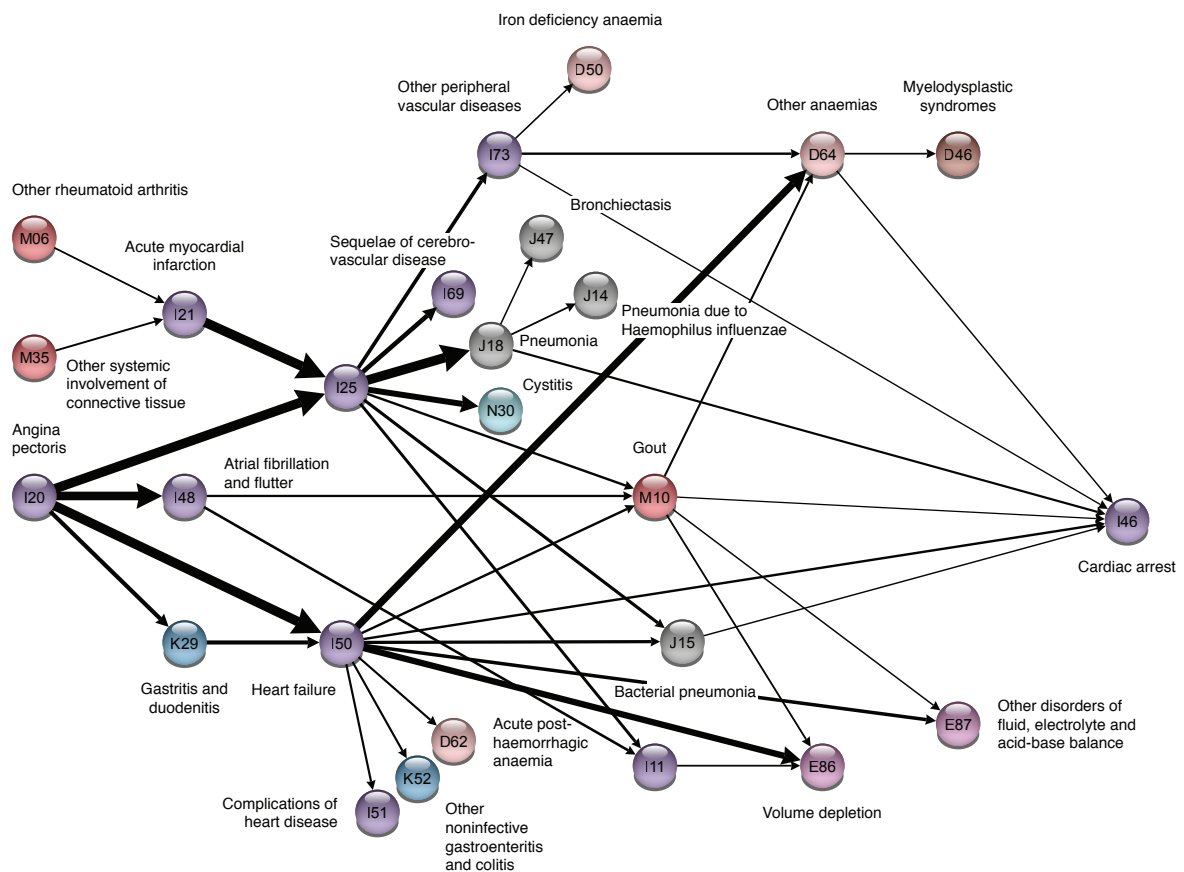 Iron deficiency anaemia
D50
Other peripheral
vascular diseases
Other anaemias
Myelodysplastic
syndromes
I73
D64
D46
Other rheumatoid arthritis
M06
Bronchiectasis
J47
Acute myocardial
infarction
Sequelae of cerebro-
vascular disease
I69
J14
I21
Pneumonia due to
Haemophilus influenzae
J18
Pneumonia
M35
Other systemic
involvement of
connective tissue
I25
Cystitis
N30
Angina
pectoris
Gout
Atrial fibrillation
and flutter
I20
I48
M10
I46
Cardiac arrest
K29
I50
J15
Gastritis and
duodenitis
Heart failure
Bacterial pneumonia
E87
Other disorders of
fluid, electrolyte and
acid-base balance
D62
Acute post-
haemorrhagic
anaemia
K52
I11
E86
I51
Complications of
heart disease
Other
noninfective
gastroenteritis
and colitis
Volume depletion